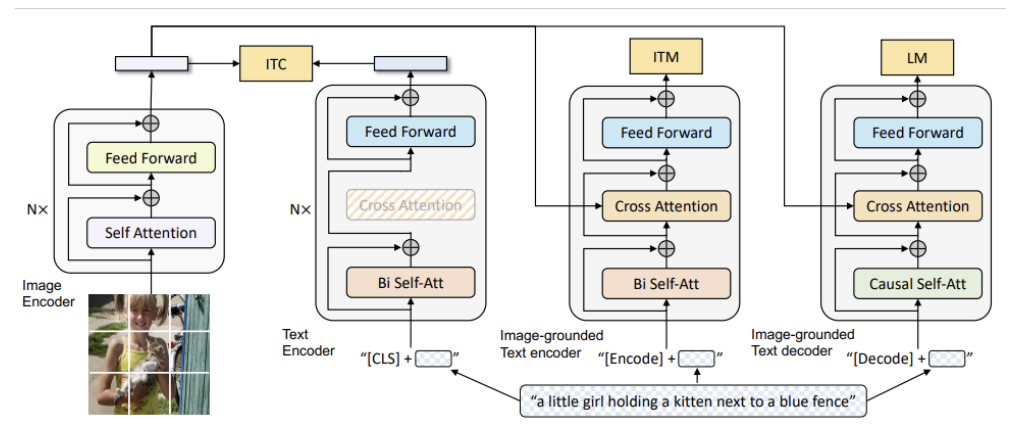 ITC
ITM
LM
N×
Feed Forward
Self Attention
Image
Encoder
N×
Feed Forward
Cross Attention
Bi Self-Att
Text
Encoder
“[CLS] + ”
Feed Forward
Cross Attention
Bi Self-Att
Image-grounded
Text encoder
“[Encode] + ”
Feed Forward
Cross Attention
Causal Self-Att
Image-grounded
Text decoder
“[Decode] + ”
“a little girl holding a kitten next to a blue fence”